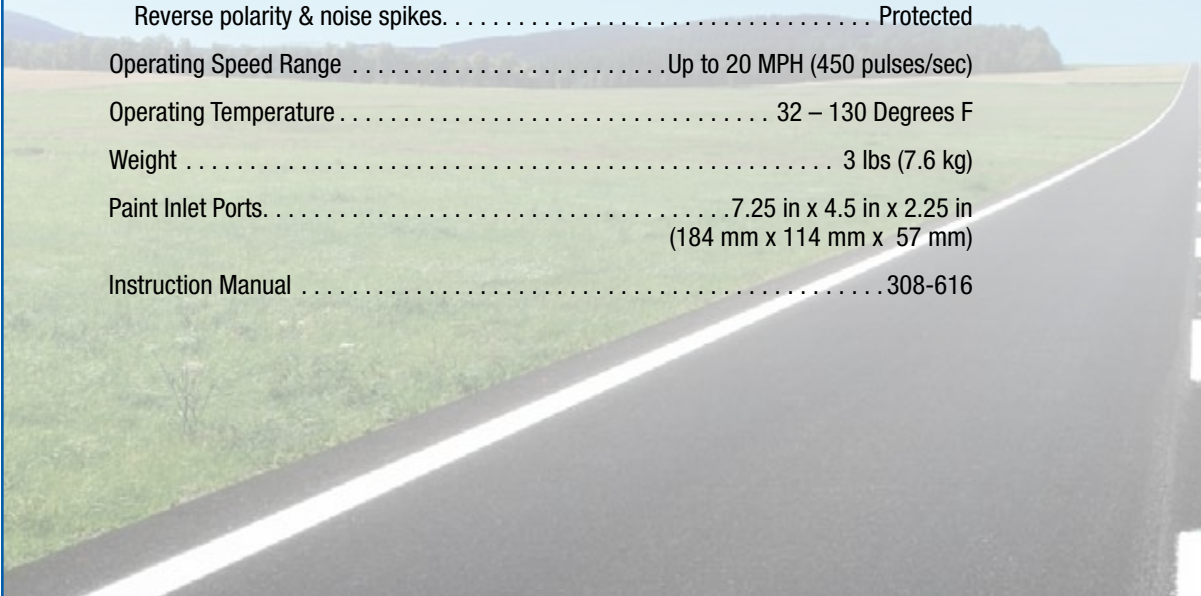 Reverse polarity & noise spikes. . . . . . . . . . . . . . . . . . . . . . . . . . . . . . . . . . Protected
Operating Speed Range . . . . . . . . . . . . . . . . . . . . . . . . .Up to 20 MPH (450 pulses/sec)
Operating Temperature . . . . . . . . . . . . . . . . . . . . . . . . . . . . . . . . . . 32 – 130 Degrees F
Weight . . . . . . . . . . . . . . . . . . . . . . . . . . . . . . . . . . . . . . . . . . . . . . . . . . . 3 lbs (7.6 kg)
Paint Inlet Ports. . . . . . . . . . . . . . . . . . . . . . . . . . . . . . . . . . . . .7.25 in x 4.5 in x 2.25 in
(184 mm x 114 mm x 57 mm)
Instruction Manual . . . . . . . . . . . . . . . . . . . . . . . . . . . . . . . . . . . . . . . . . . . . . .308-616